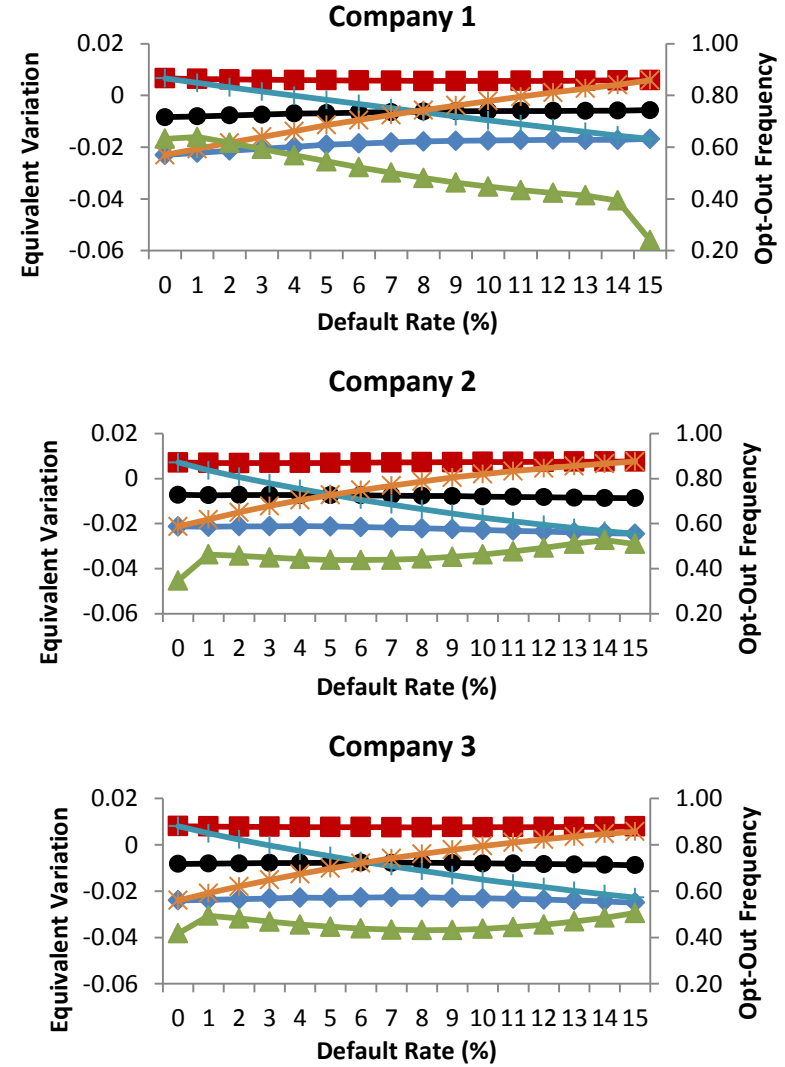 Company 1
Equivalent Variation
0.02
0
-0.02
-0.04
-0.06
1.00
0.80
0.60
0.40
0.20
Opt-Out Frequency
0 1 2 3 4 5 6 7 8 9 10 11 12 13 14 15
Default Rate (%)
Company 2
Equivalent Variation
0.02
0
-0.02
-0.04
-0.06
1.00
0.80
0.60
0.40
0.20
Opt-Out Frequency
0 1 2 3 4 5 6 7 8 9 10 11 12 13 14 15
Default Rate (%)
Company 3
Equivalent Variation
0.02
0
-0.02
-0.04
-0.06
1.00
0.80
0.60
0.40
0.20
Opt-Out Frequency
0 1 2 3 4 5 6 7 8 9 10 11 12 13 14 15
Default Rate (%)